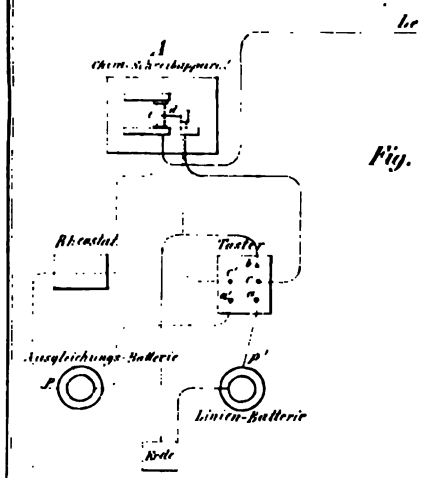 Le
A
Chem. Schreibapparat
t d
Fig.
Rheostat
Taster
b
c' c
a' a
Ausgleichungs-Batterie
P
p'
Linien-Batterie
Erde